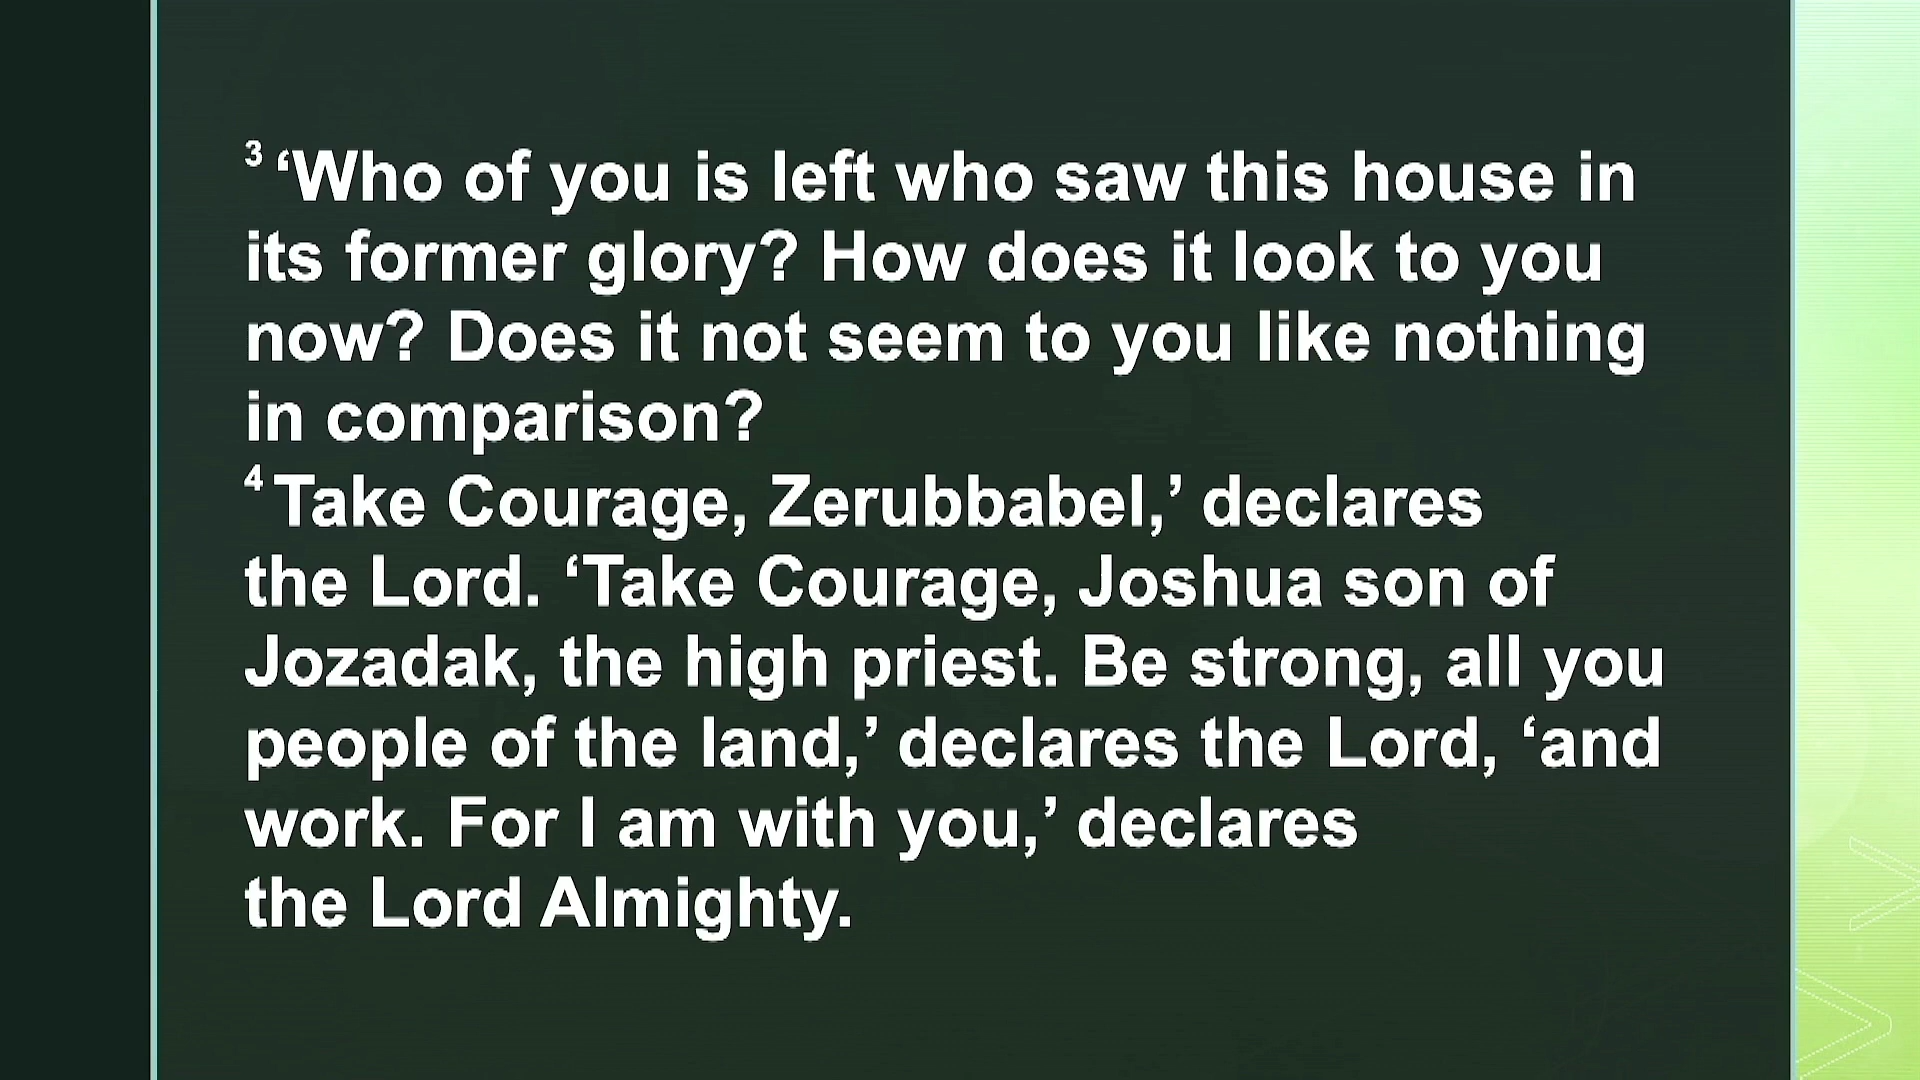 ³ ‘Who of you is left who saw this house in
its former glory? How does it look to you
now? Does it not seem to you like nothing
in comparison?
⁴ Take Courage, Zerubbabel,’ declares
the Lord. ‘Take Courage, Joshua son of
Jozadak, the high priest. Be strong, all you
people of the land,’ declares the Lord, ‘and
work. For I am with you,’ declares
the Lord Almighty.